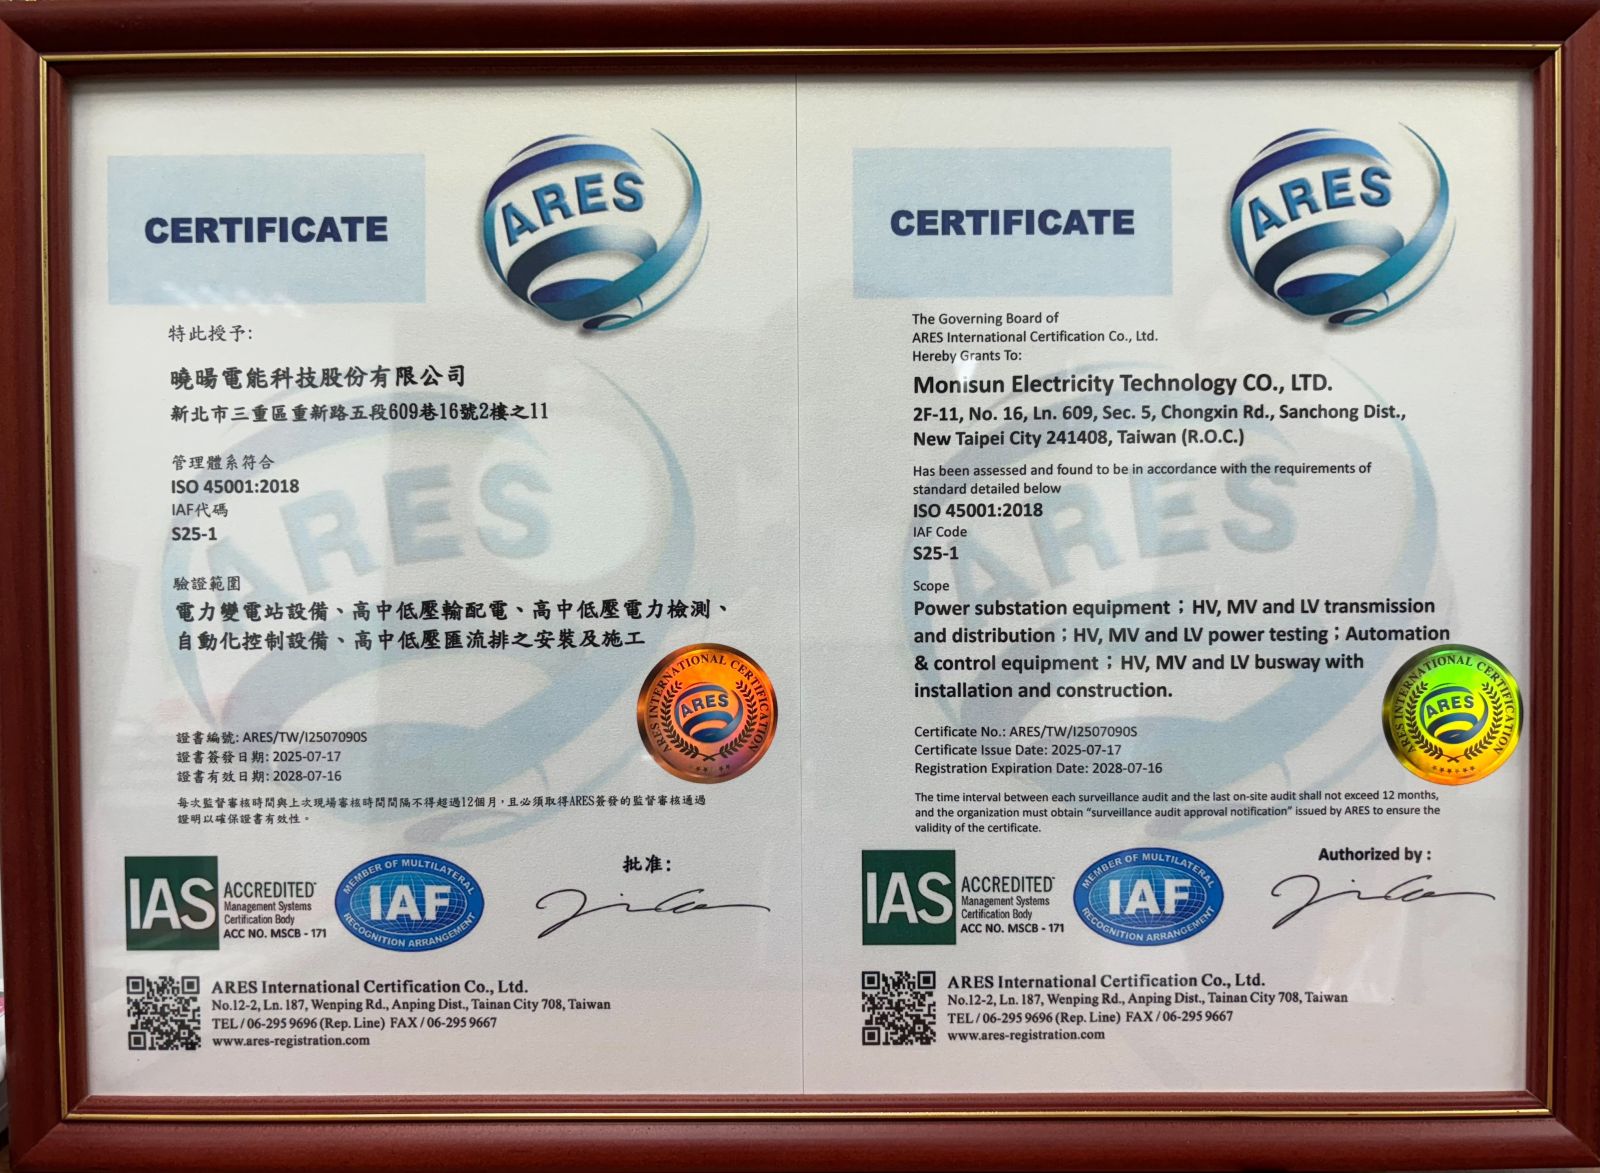 CERTIFICATE
ARES
特此授予:
曉暘電能科技股份有限公司
新北市三重區重新路五段609巷16號2樓之11
管理體系符合
ISO 45001:2018
IAF代碼
S25-1
驗證範圍
電力變電站設備、高中低壓輸配電、高中低壓電力檢測、
自動化控制設備、高中低壓匯流排之安裝及施工
ARES INTERNATIONAL CERTIFICATION
ARES
證書編號: ARES/TW/I2507090S
證書簽發日期: 2025-07-17
證書有效日期: 2028-07-16
每次監督審核時間與上次現場審核時間間隔不得超過12個月，且必須取得ARES簽發的監督審核通過
證明以確保證書有效性。
批准:
IAS
ACCREDITED
Management Systems
Certification Body
ACC NO. MSCB - 171
MEMBER OF MULTILATERAL
IAF
RECOGNITION ARRANGEMENT
ARES International Certification Co., Ltd.
No.12-2, Ln. 187, Wenping Rd., Anping Dist., Tainan City 708, Taiwan
TEL / 06-295 9696 (Rep. Line) FAX / 06-295 9667
www.ares-registration.com
CERTIFICATE
ARES
The Governing Board of
ARES International Certification Co., Ltd.
Hereby Grants To:
Monisun Electricity Technology CO., LTD.
2F-11, No. 16, Ln. 609, Sec. 5, Chongxin Rd., Sanchong Dist.,
New Taipei City 241408, Taiwan (R.O.C.)
Has been assessed and found to be in accordance with the requirements of
standard detailed below
ISO 45001:2018
IAF Code
S25-1
Scope
Power substation equipment；HV, MV and LV transmission
and distribution；HV, MV and LV power testing；Automation
& control equipment；HV, MV and LV busway with
installation and construction.
ARES INTERNATIONAL CERTIFICATION
ARES
Certificate No.: ARES/TW/I2507090S
Certificate Issue Date: 2025-07-17
Registration Expiration Date: 2028-07-16
The time interval between each surveillance audit and the last on-site audit shall not exceed 12 months,
and the organization must obtain “surveillance audit approval notification” issued by ARES to ensure the
validity of the certificate.
Authorized by :
IAS
ACCREDITED
Management Systems
Certification Body
ACC NO. MSCB - 171
MEMBER OF MULTILATERAL
IAF
RECOGNITION ARRANGEMENT
ARES International Certification Co., Ltd.
No.12-2, Ln. 187, Wenping Rd., Anping Dist., Tainan City 708, Taiwan
TEL / 06-295 9696 (Rep. Line) FAX / 06-295 9667
www.ares-registration.com